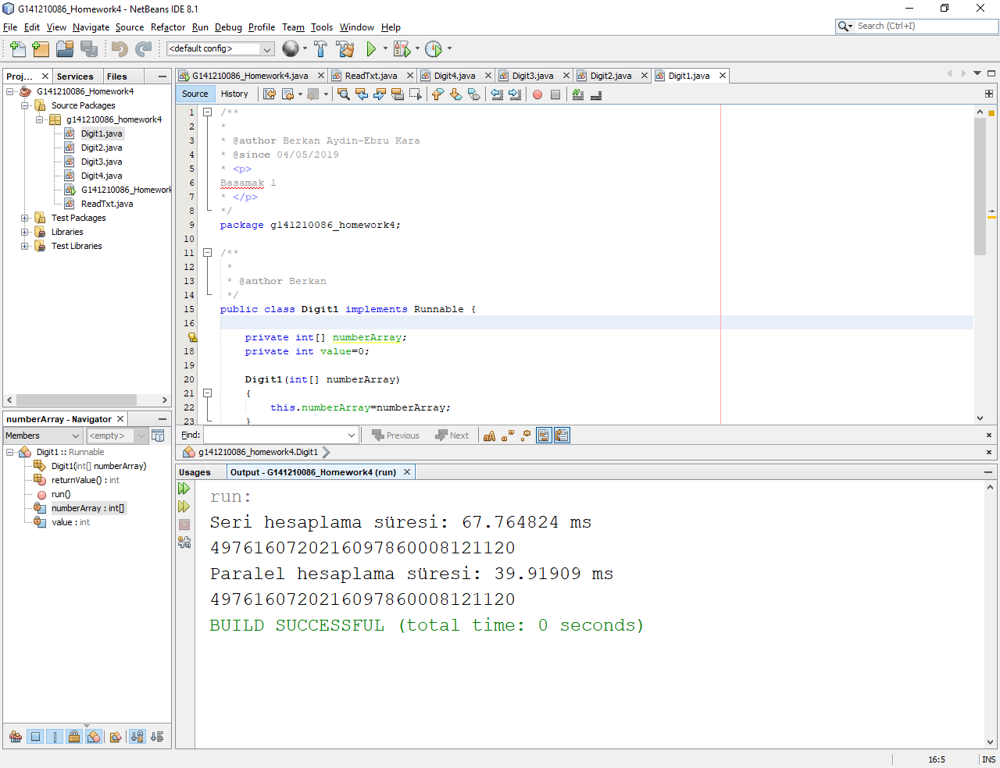 G141210086_Homework4 - NetBeans IDE 8.1
File Edit View Navigate Source Refactor Run Debug Profile Team Tools Window Help
Search (Ctrl+I)
<default config>
Proj... Services Files
G141210086_Homework4
Source Packages
g141210086_homework4
Digit1.java
Digit2.java
Digit3.java
Digit4.java
G141210086_Homework
ReadTxt.java
Test Packages
Libraries
Test Libraries
G141210086_Homework4.java ReadTxt.java Digit4.java Digit3.java Digit2.java Digit1.java
Source History
1 /**
2 *
3 * @author Berkan Aydin-Ebru Kara
4 * @since 04/05/2019
5 * <p>
6 Basamak 1
7 * </p>
8 */
9 package g141210086_homework4;
10
11 /**
12 *
13 * @author Berkan
14 */
15 public class Digit1 implements Runnable {
16
private int[] numberArray;
18 private int value=0;
19
20 Digit1(int[] numberArray)
21 {
22 this.numberArray=numberArray;
23 }
Find: Previous Next
g141210086_homework4.Digit1
numberArray - Navigator
Members <empty>
Digit1 :: Runnable
Digit1(int[] numberArray)
returnValue() : int
run()
numberArray : int[]
value : int
Usages Output - G141210086_Homework4 (run)
run:
Seri hesaplama süresi: 67.764824 ms
4976160720216097860008121120
Paralel hesaplama süresi: 39.91909 ms
4976160720216097860008121120
BUILD SUCCESSFUL (total time: 0 seconds)
16:5 INS